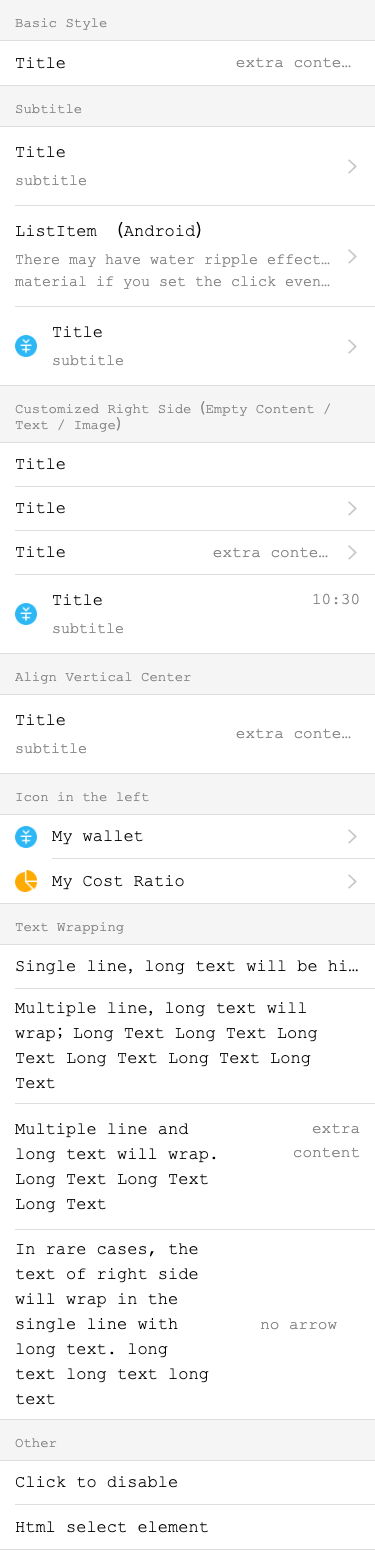 Basic Style
Title extra conte…
Subtitle
Title
subtitle
ListItem (Android)
There may have water ripple effect…
material if you set the click even…
Title
subtitle
Customized Right Side (Empty Content /
Text / Image)
Title
Title
Title extra conte…
Title 10:30
subtitle
Align Vertical Center
Title
extra conte…
subtitle
Icon in the left
My wallet
My Cost Ratio
Text Wrapping
Single line, long text will be hi…
Multiple line, long text will
wrap; Long Text Long Text Long
Text Long Text Long Text Long
Text
Multiple line and extra
long text will wrap. content
Long Text Long Text
Long Text
In rare cases, the
text of right side
will wrap in the
single line with no arrow
long text. long
text long text long
text
Other
Click to disable
Html select element